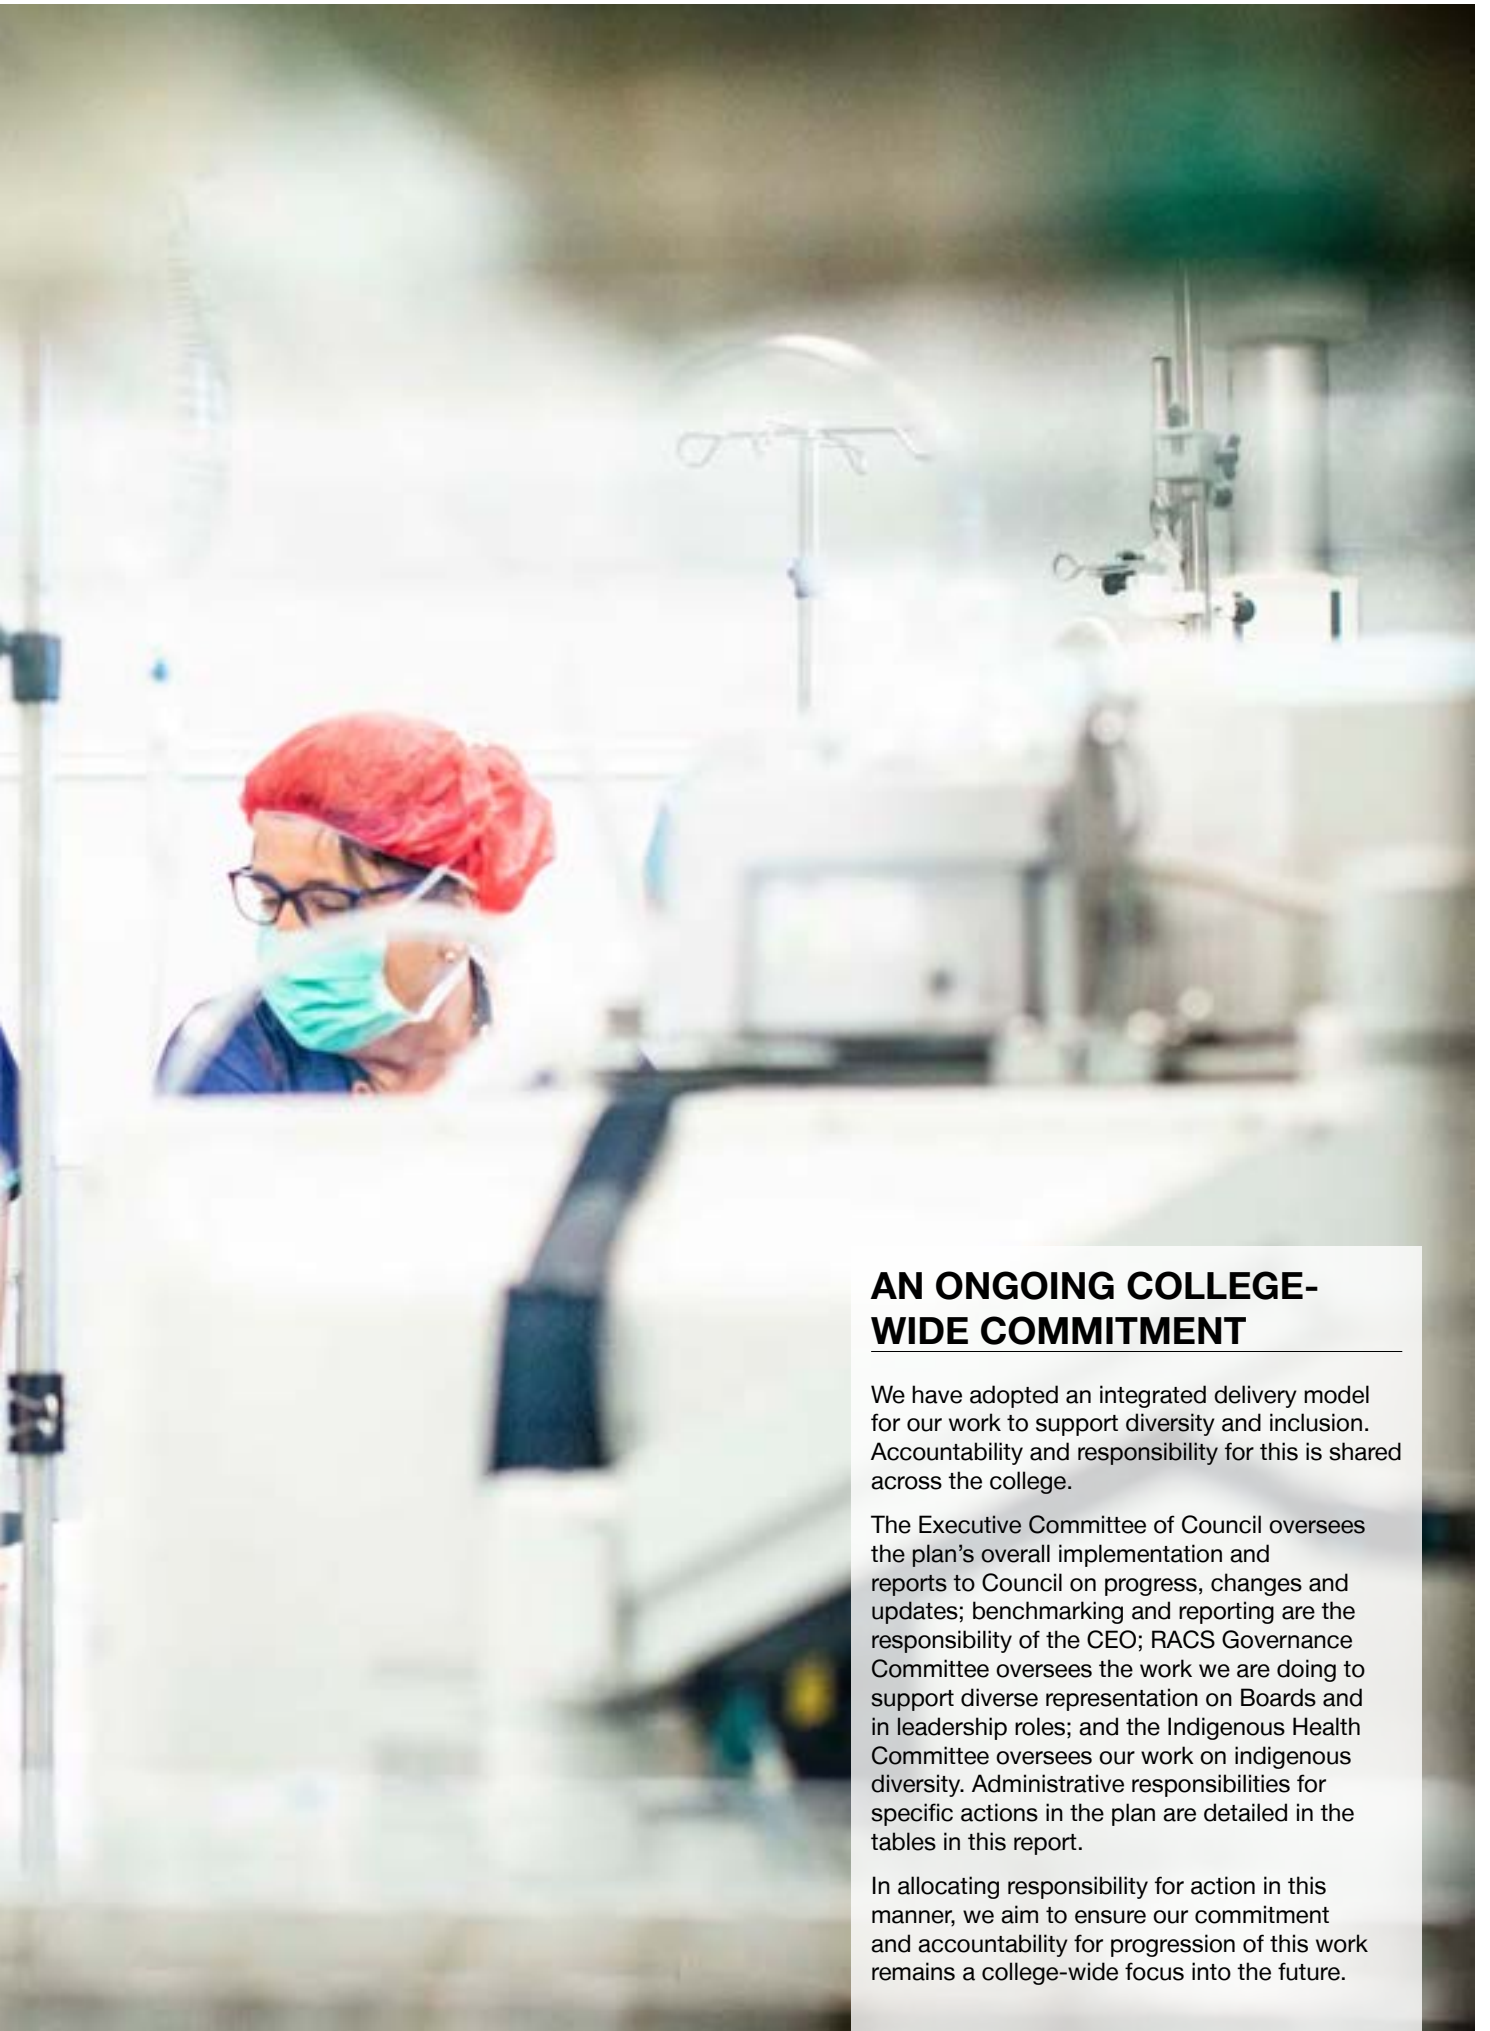 AN ONGOING COLLEGE-
WIDE COMMITMENT
We have adopted an integrated delivery model
for our work to support diversity and inclusion.
Accountability and responsibility for this is shared
across the college.
The Executive Committee of Council oversees
the plan's overall implementation and
reports to Council on progress, changes and
updates; benchmarking and reporting are the
responsibility of the CEO; RACS Governance
Committee oversees the work we are doing to
support diverse representation on Boards and
in leadership roles; and the Indigenous Health
Committee oversees our work on indigenous
diversity. Administrative responsibilities for
specific actions in the plan are detailed in the
tables in this report.
In allocating responsibility for action in this
manner, we aim to ensure our commitment
and accountability for progression of this work
remains a college-wide focus into the future.